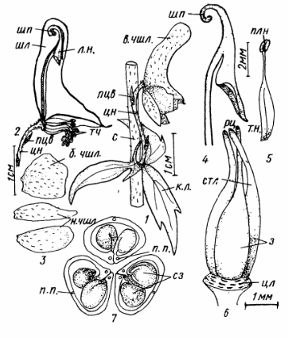 шп
шл
л.н.
2
пцв
цн
тч
1см
в. чшл.
н.чшл
3
в.чшл.
пцв
цн
с
1см
к.л.
1
шп
2мм
4
плн
т.н.
5
рц
стл
з
цл
1мм
6
п.п.
п.п.
сз
7